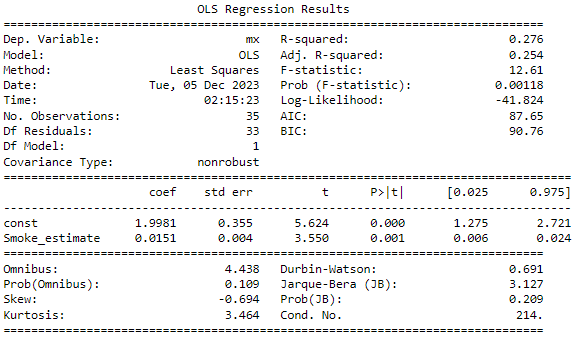 OLS Regression Results
==============================================================================
Dep. Variable: mx R-squared: 0.276
Model: OLS Adj. R-squared: 0.254
Method: Least Squares F-statistic: 12.61
Date: Tue, 05 Dec 2023 Prob (F-statistic): 0.00118
Time: 02:15:23 Log-Likelihood: -41.824
No. Observations: 35 AIC: 87.65
Df Residuals: 33 BIC: 90.76
Df Model: 1
Covariance Type: nonrobust
==============================================================================
coef std err t P>|t| [0.025 0.975]
------------------------------------------------------------------------------
const 1.9981 0.355 5.624 0.000 1.275 2.721
Smoke_estimate 0.0151 0.004 3.550 0.001 0.006 0.024
==============================================================================
Omnibus: 4.438 Durbin-Watson: 0.691
Prob(Omnibus): 0.109 Jarque-Bera (JB): 3.127
Skew: -0.694 Prob(JB): 0.209
Kurtosis: 3.464 Cond. No. 214.
==============================================================================